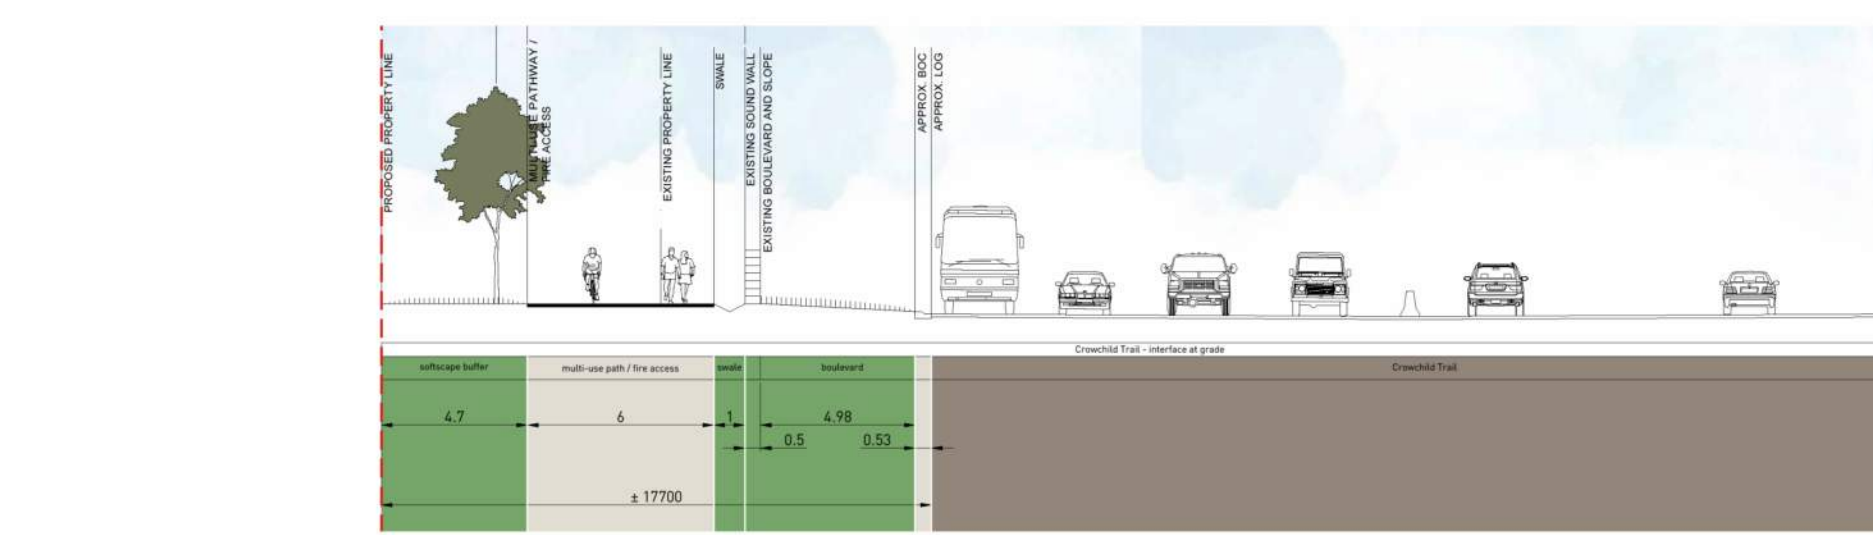 PROPOSED PROPERTY LINE
MULTI-USE PATHWAY /
FIRE ACCESS
EXISTING PROPERTY LINE
SWALE
EXISTING SOUND WALL
EXISTING BOULEVARD AND SLOPE
APPROX. BOC
APPROX. LOG
Crowchild Trail - interface at grade
softscape buffer
multi-use path / fire access
swale
boulevard
Crowchild Trail
4.7
6
1
4.98
0.5
0.53
± 17700